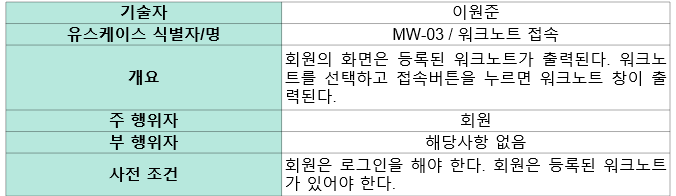 기술자 이원준
유스케이스 식별자/명 MW-03 / 워크노트 접속
개요 회원의 화면은 등록된 워크노트가 출력된다. 워크노
트를 선택하고 접속버튼을 누르면 워크노트 창이 출
력된다.
주 행위자 회원
부 행위자 해당사항 없음
사전 조건 회원은 로그인을 해야 한다. 회원은 등록된 워크노트
가 있어야 한다.